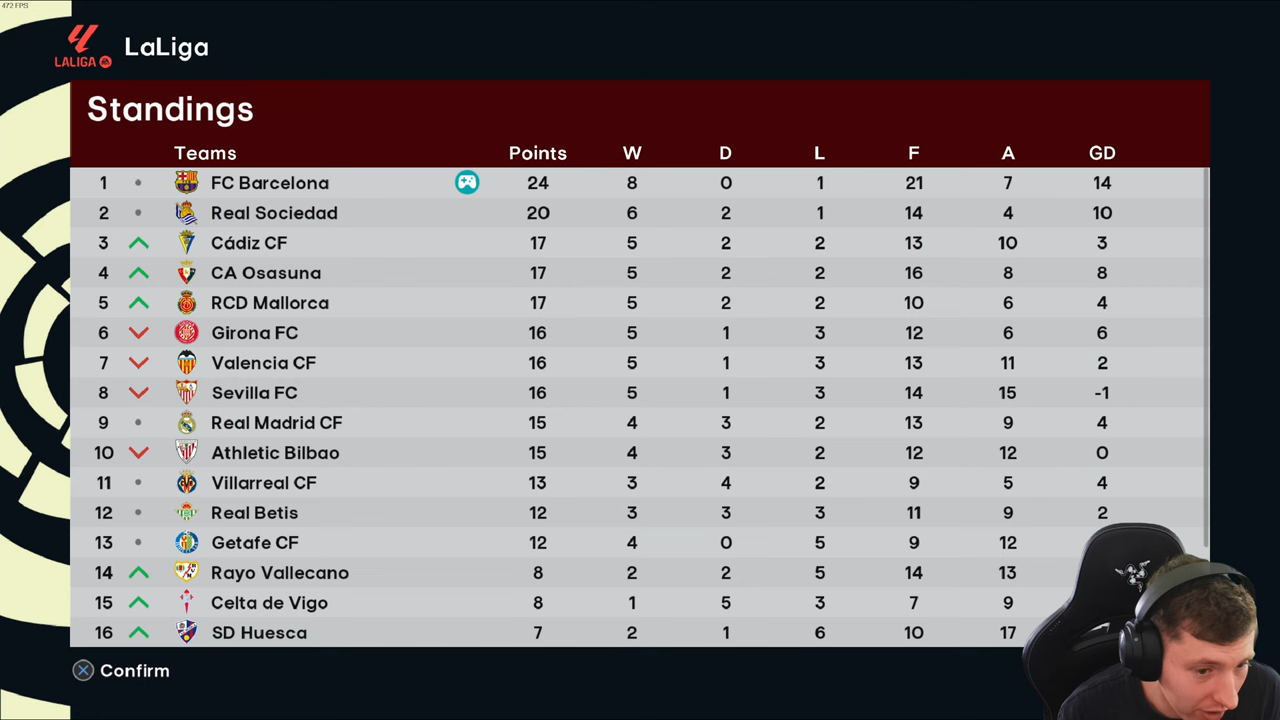 472 FPS
LALIGA EA
LaLiga
Standings
Teams Points W D L F A GD
1 FC Barcelona 24 8 0 1 21 7 14
2 Real Sociedad 20 6 2 1 14 4 10
3 Cádiz CF 17 5 2 2 13 10 3
4 CA Osasuna 17 5 2 2 16 8 8
5 RCD Mallorca 17 5 2 2 10 6 4
6 Girona FC 16 5 1 3 12 6 6
7 Valencia CF 16 5 1 3 13 11 2
8 Sevilla FC 16 5 1 3 14 15 -1
9 Real Madrid CF 15 4 3 2 13 9 4
10 Athletic Bilbao 15 4 3 2 12 12 0
11 Villarreal CF 13 3 4 2 9 5 4
12 Real Betis 12 3 3 3 11 9 2
13 Getafe CF 12 4 0 5 9 12
14 Rayo Vallecano 8 2 2 5 14 13
15 Celta de Vigo 8 1 5 3 7 9
16 SD Huesca 7 2 1 6 10 17
Confirm